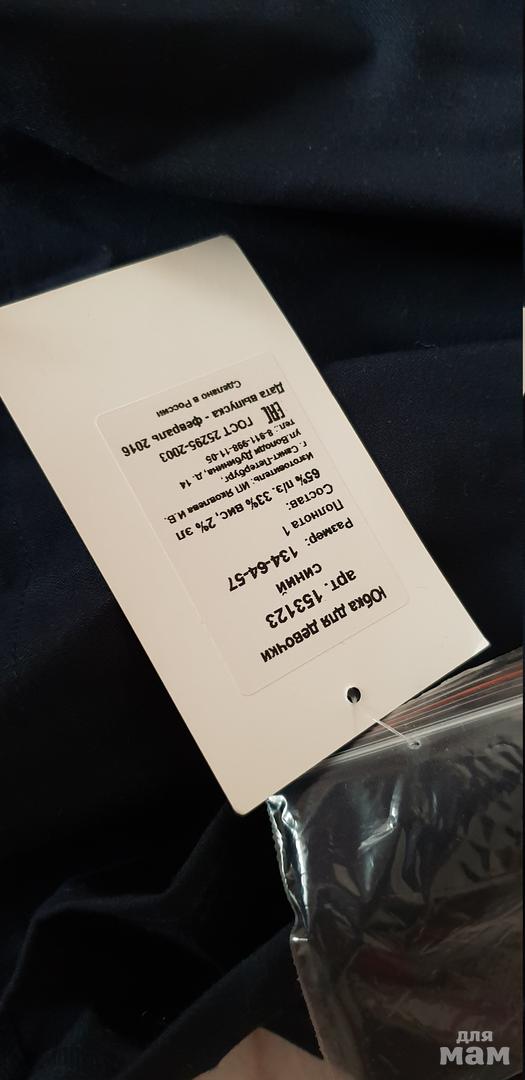 Юбка для девочки
арт. 153123
синий
Размер: 134-64-57
Полнота 1
Состав:
65% п/э, 33% вис, 2% эл
Изготовитель: ИП Яковлева И.В.
г. Санкт-Петербург,
ул.Володи Дубинина, д. 14
тел.: 8-911-998-11-05
ЕАС ГОСТ 25295-2003
Дата выпуска - февраль 2016
Сделано в России
для
мам